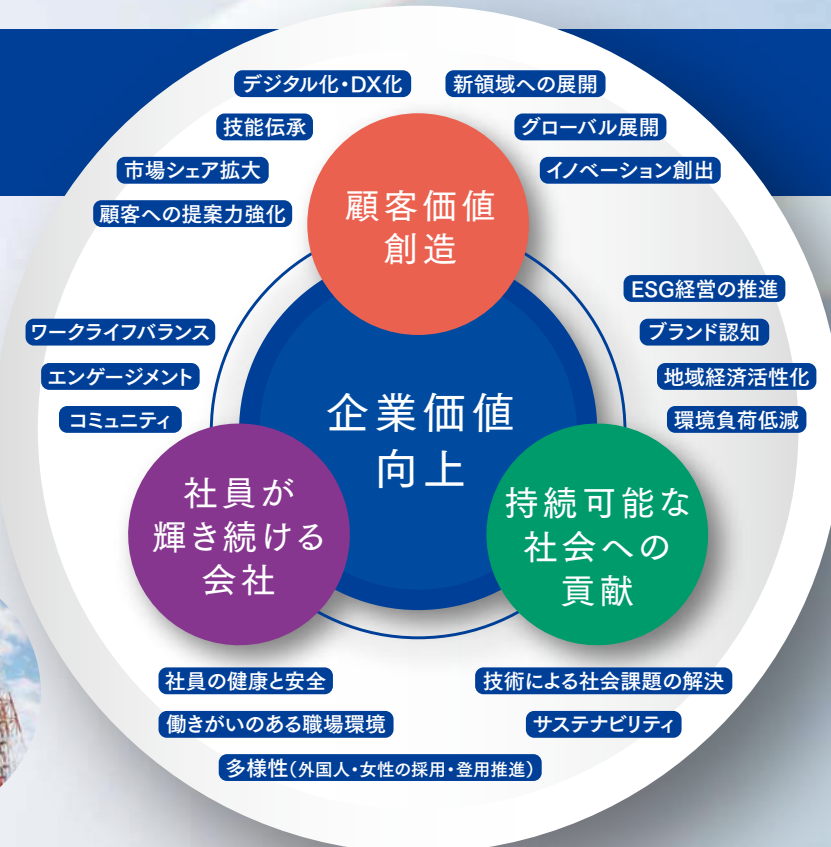 デジタル化・DX化
技能伝承
市場シェア拡大
顧客への提案力強化
新領域への展開
グローバル展開
イノベーション創出
顧客価値
創造
ESG経営の推進
ブランド認知
地域経済活性化
環境負荷低減
ワークライフバランス
エンゲージメント
コミュニティ
企業価値
向上
社員が
輝き続ける
会社
持続可能な
社会への
貢献
社員の健康と安全
働きがいのある職場環境
多様性(外国人・女性の採用・登用推進)
技術による社会課題の解決
サステナビリティ